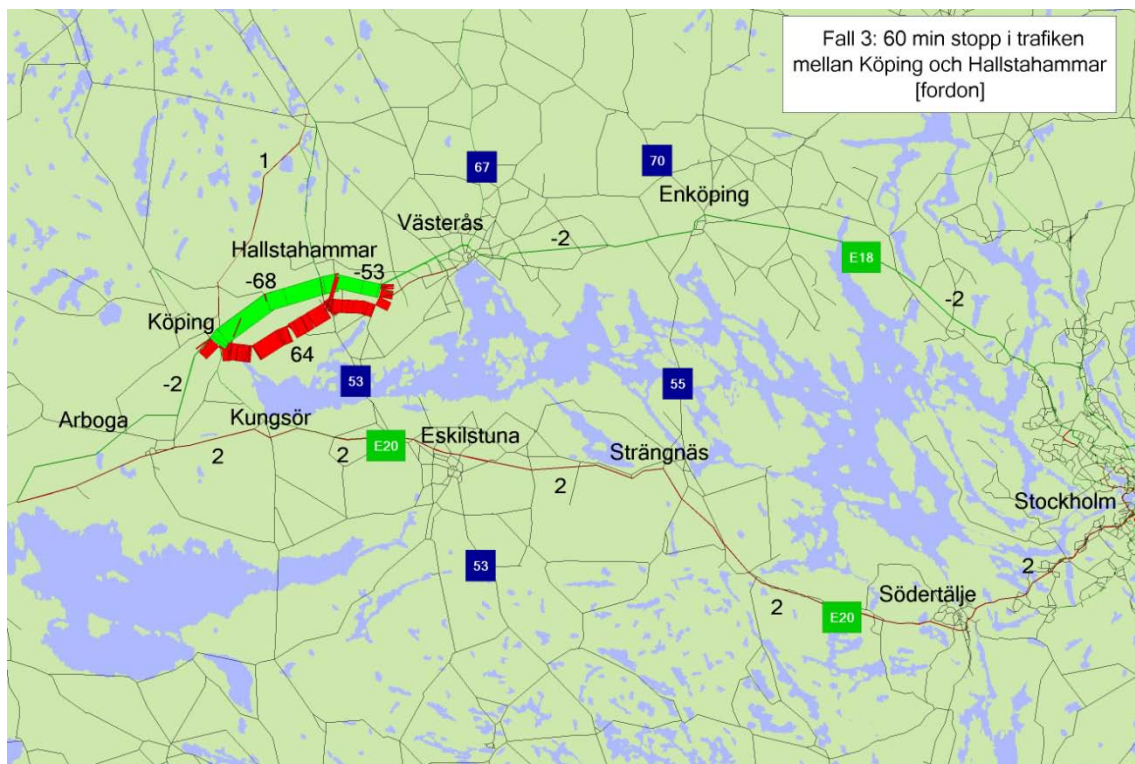 Fall 3: 60 min stopp i trafiken
mellan Köping och Hallstahammar
[fordon]
1
67
70
Enköping
Västerås
-2
Hallstahammar
E18
-53
-68
-2
Köping
64
-2
53
55
Arboga
Kungsör
E20
Eskilstuna
2
2
Strängnäs
2
Stockholm
53
2
Södertälje
2
E20